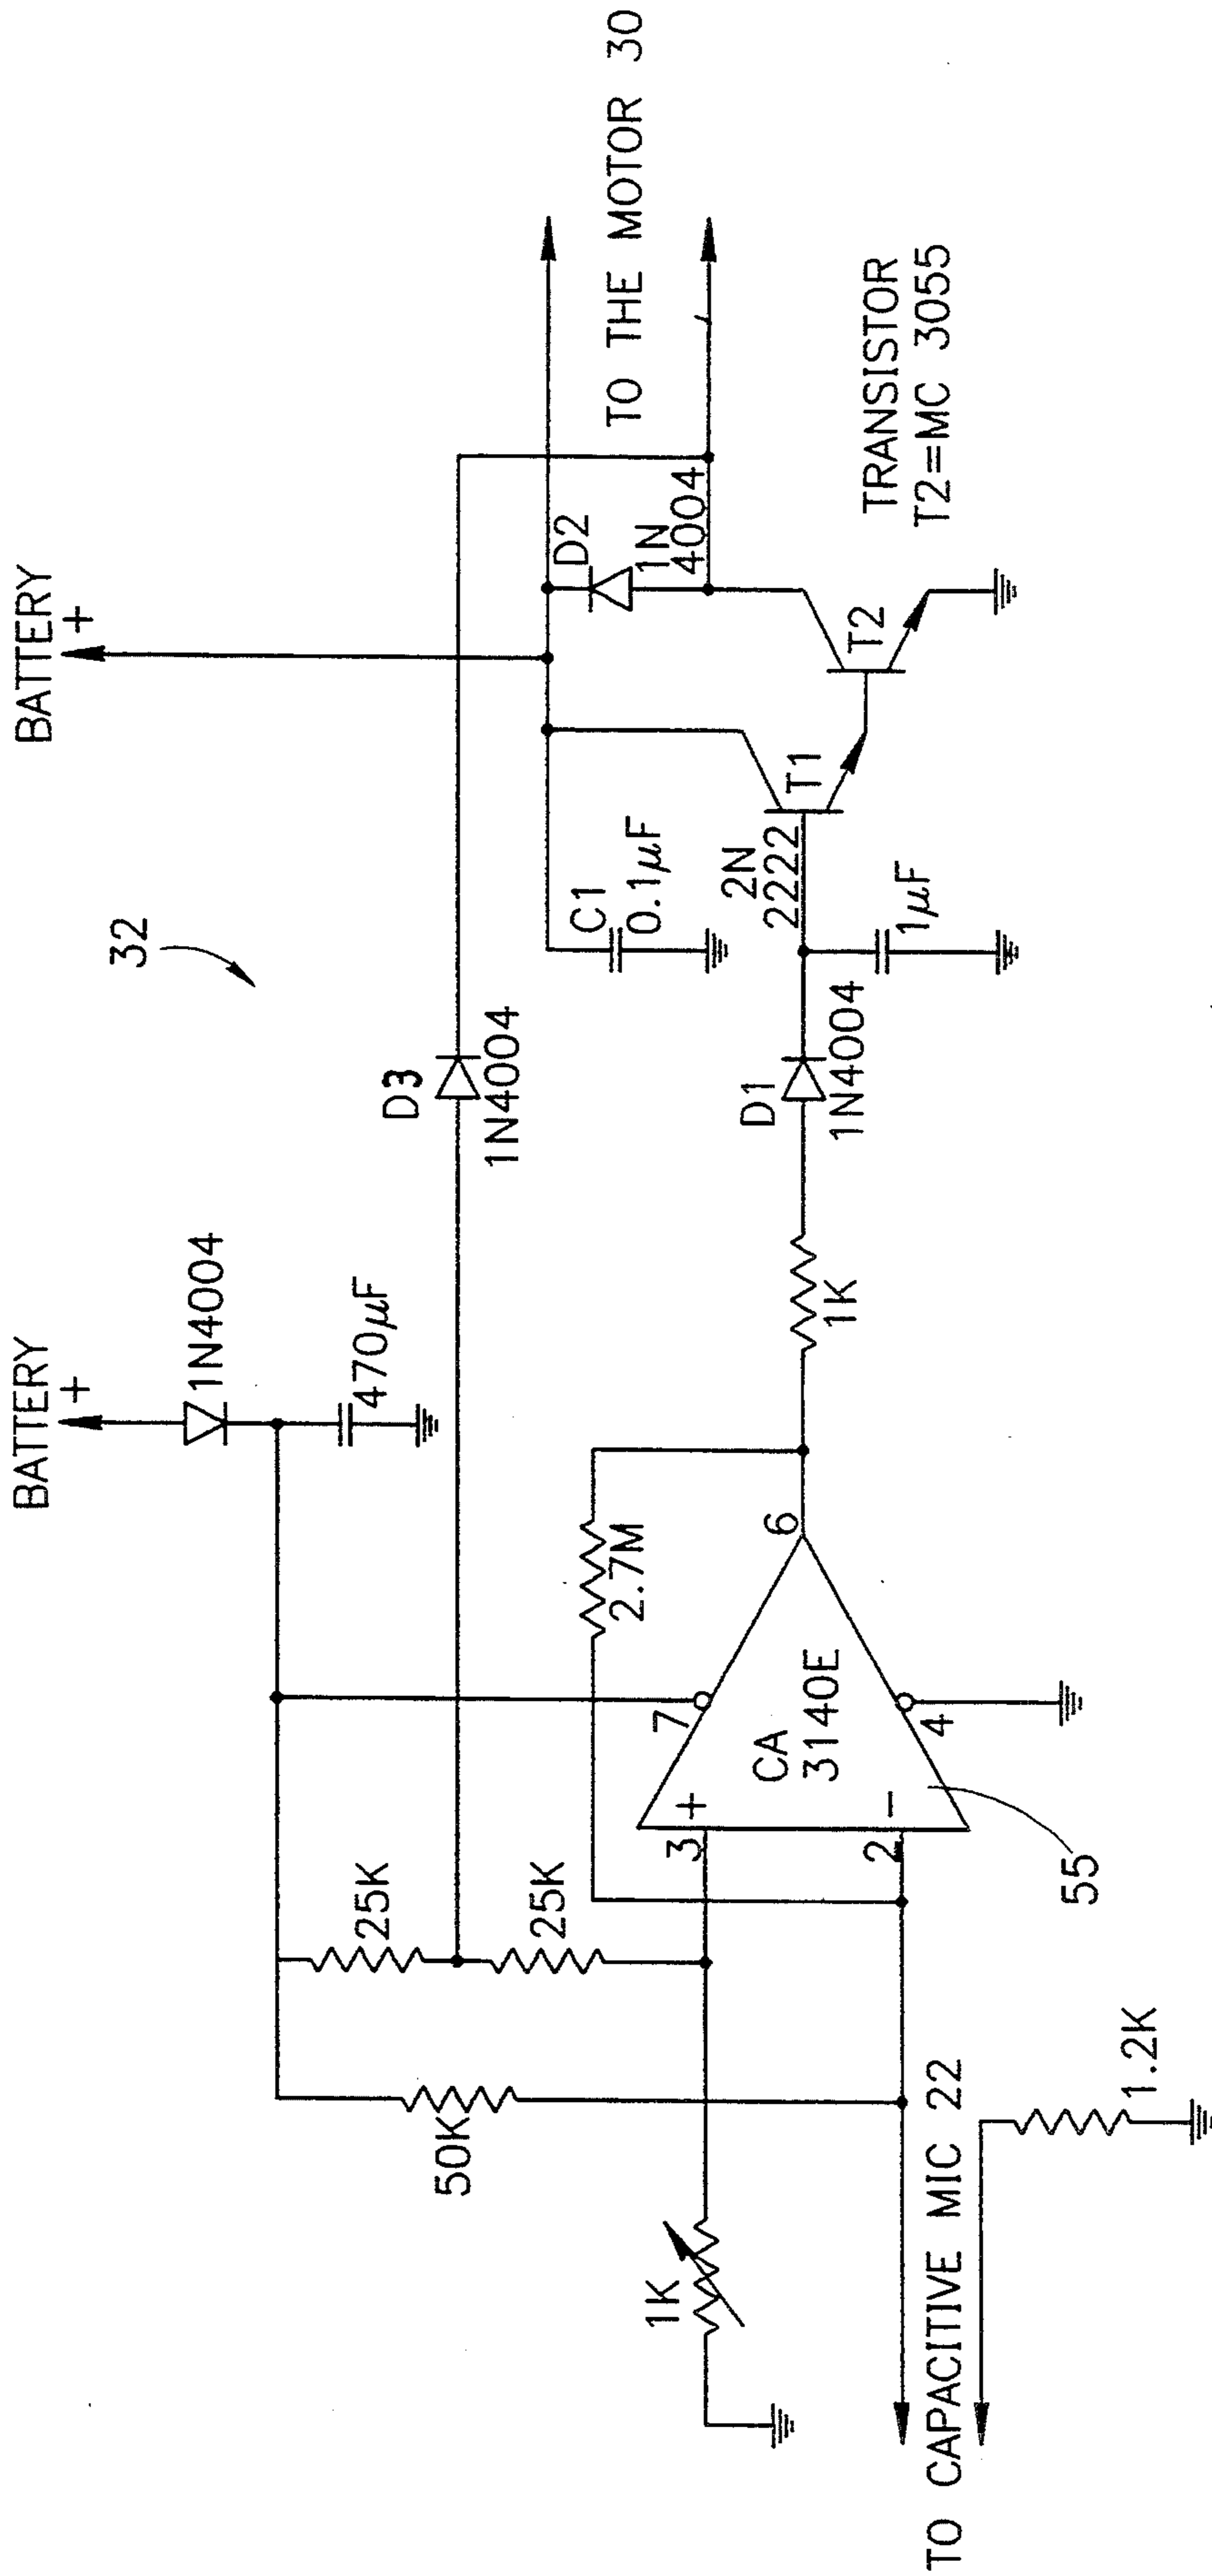 BATTERY
+
BATTERY
+
32
1N4004
470µF
D3
1N4004
50K
25K
25K
1K
3
+
2
−
7
4
6
CA
3140E
55
2.7M
1K
D1
1N4004
1µF
C1
0.1µF
2N
2222
T1
T2
D2
1N
4004
TO THE MOTOR 30
TRANSISTOR
T2=MC 3055
TO CAPACITIVE MIC 22
1.2K